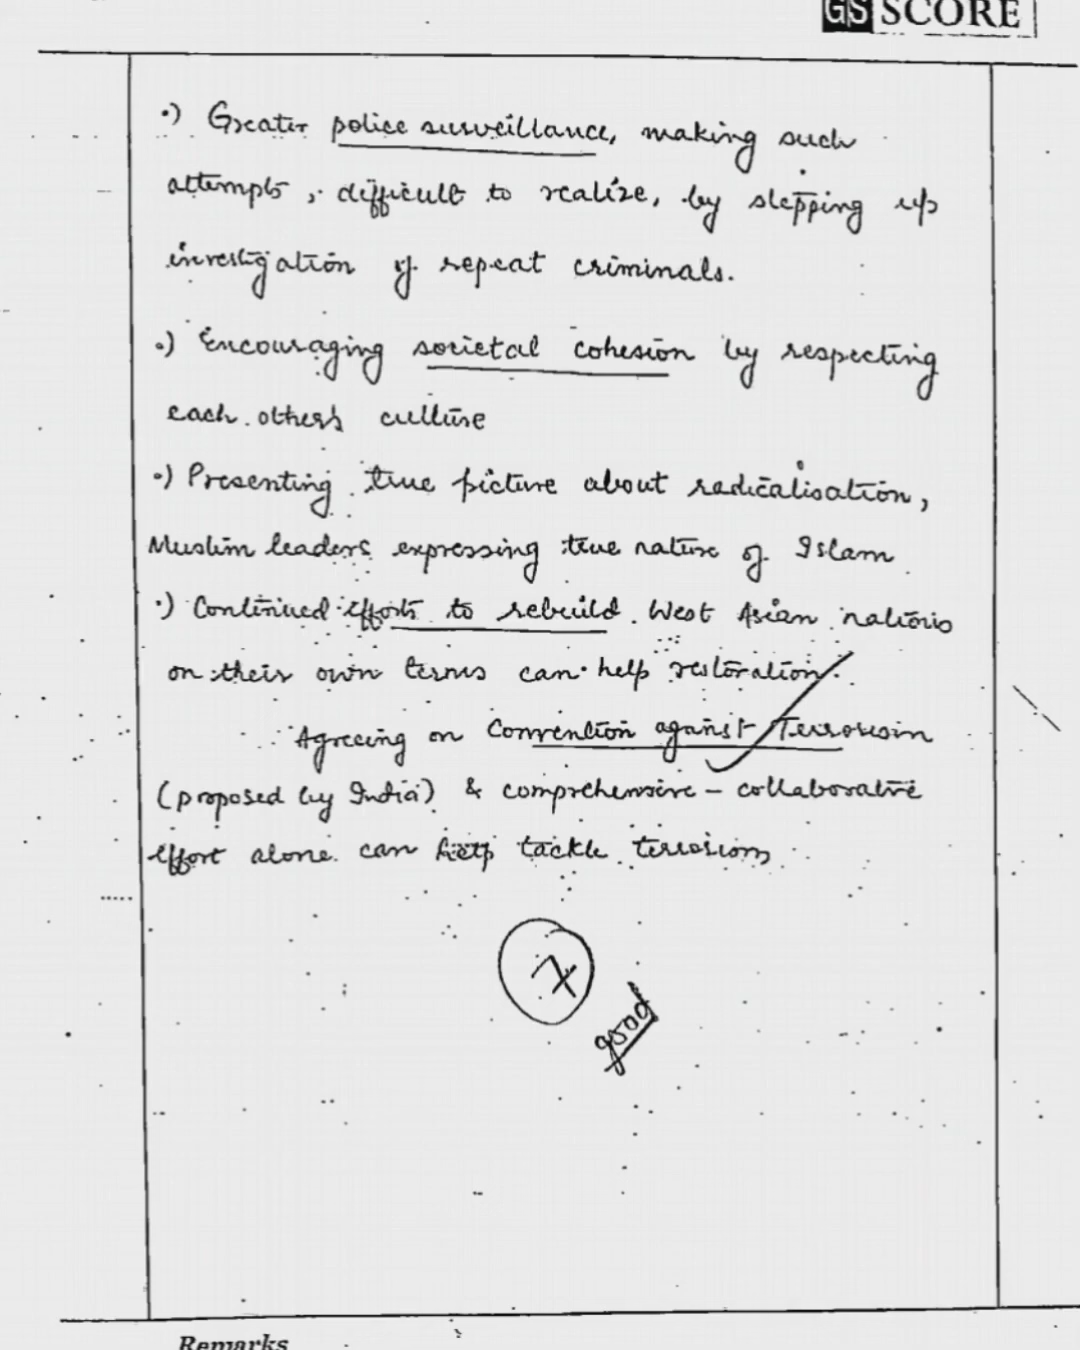 GS SCORE
•) Greater police surveillance, making such
attempts, difficult to realize, by stepping up
investigation of repeat criminals.
•) Encouraging societal cohesion by respecting
each others culture
•) Presenting true picture about radicalisation,
Muslim leaders expressing true nature of Islam
•) Continued efforts to rebuild West Asian nations
on their own terms can help restoration.
Agreeing on Convention against Terrorism
(proposed by India) & comprehensive – collaborative
effort alone can help tackle terrorism
7
good
Remarks